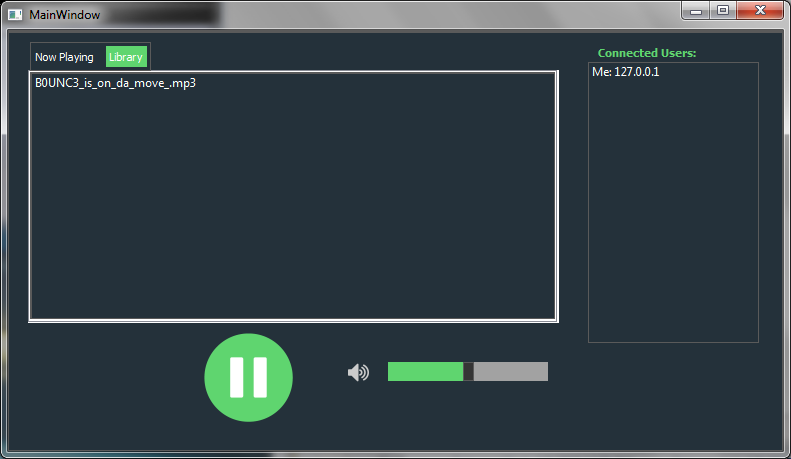 MainWindow
Now Playing Library
B0UNC3_is_on_da_move_.mp3
Connected Users:
Me: 127.0.0.1